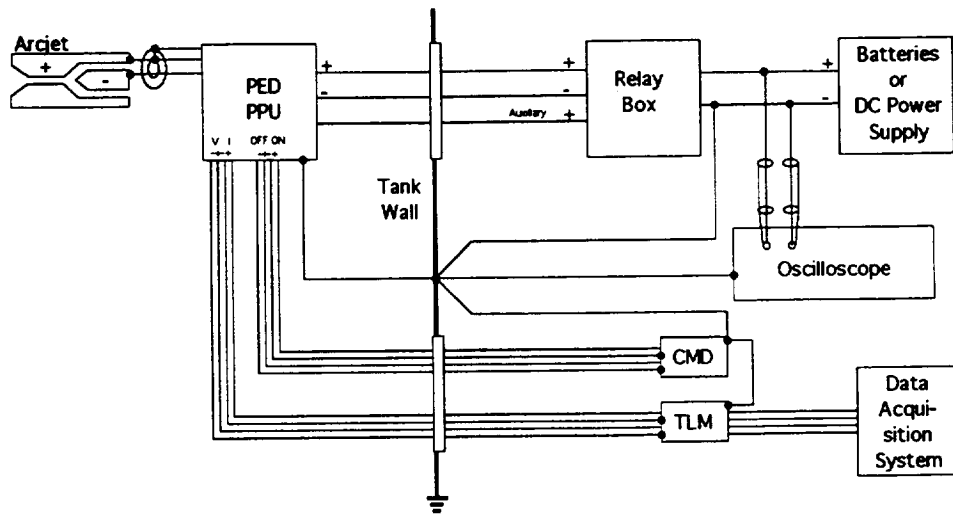 Arcjet
+
-
PED
PPU
+
-
V I OFF ON
-+-+ -+-+
Auxiliary
+
-
+
Relay
Box
+
-
Batteries
or
DC Power
Supply
Tank
Wall
Oscilloscope
CMD
TLM
Data
Acqui-
sition
System